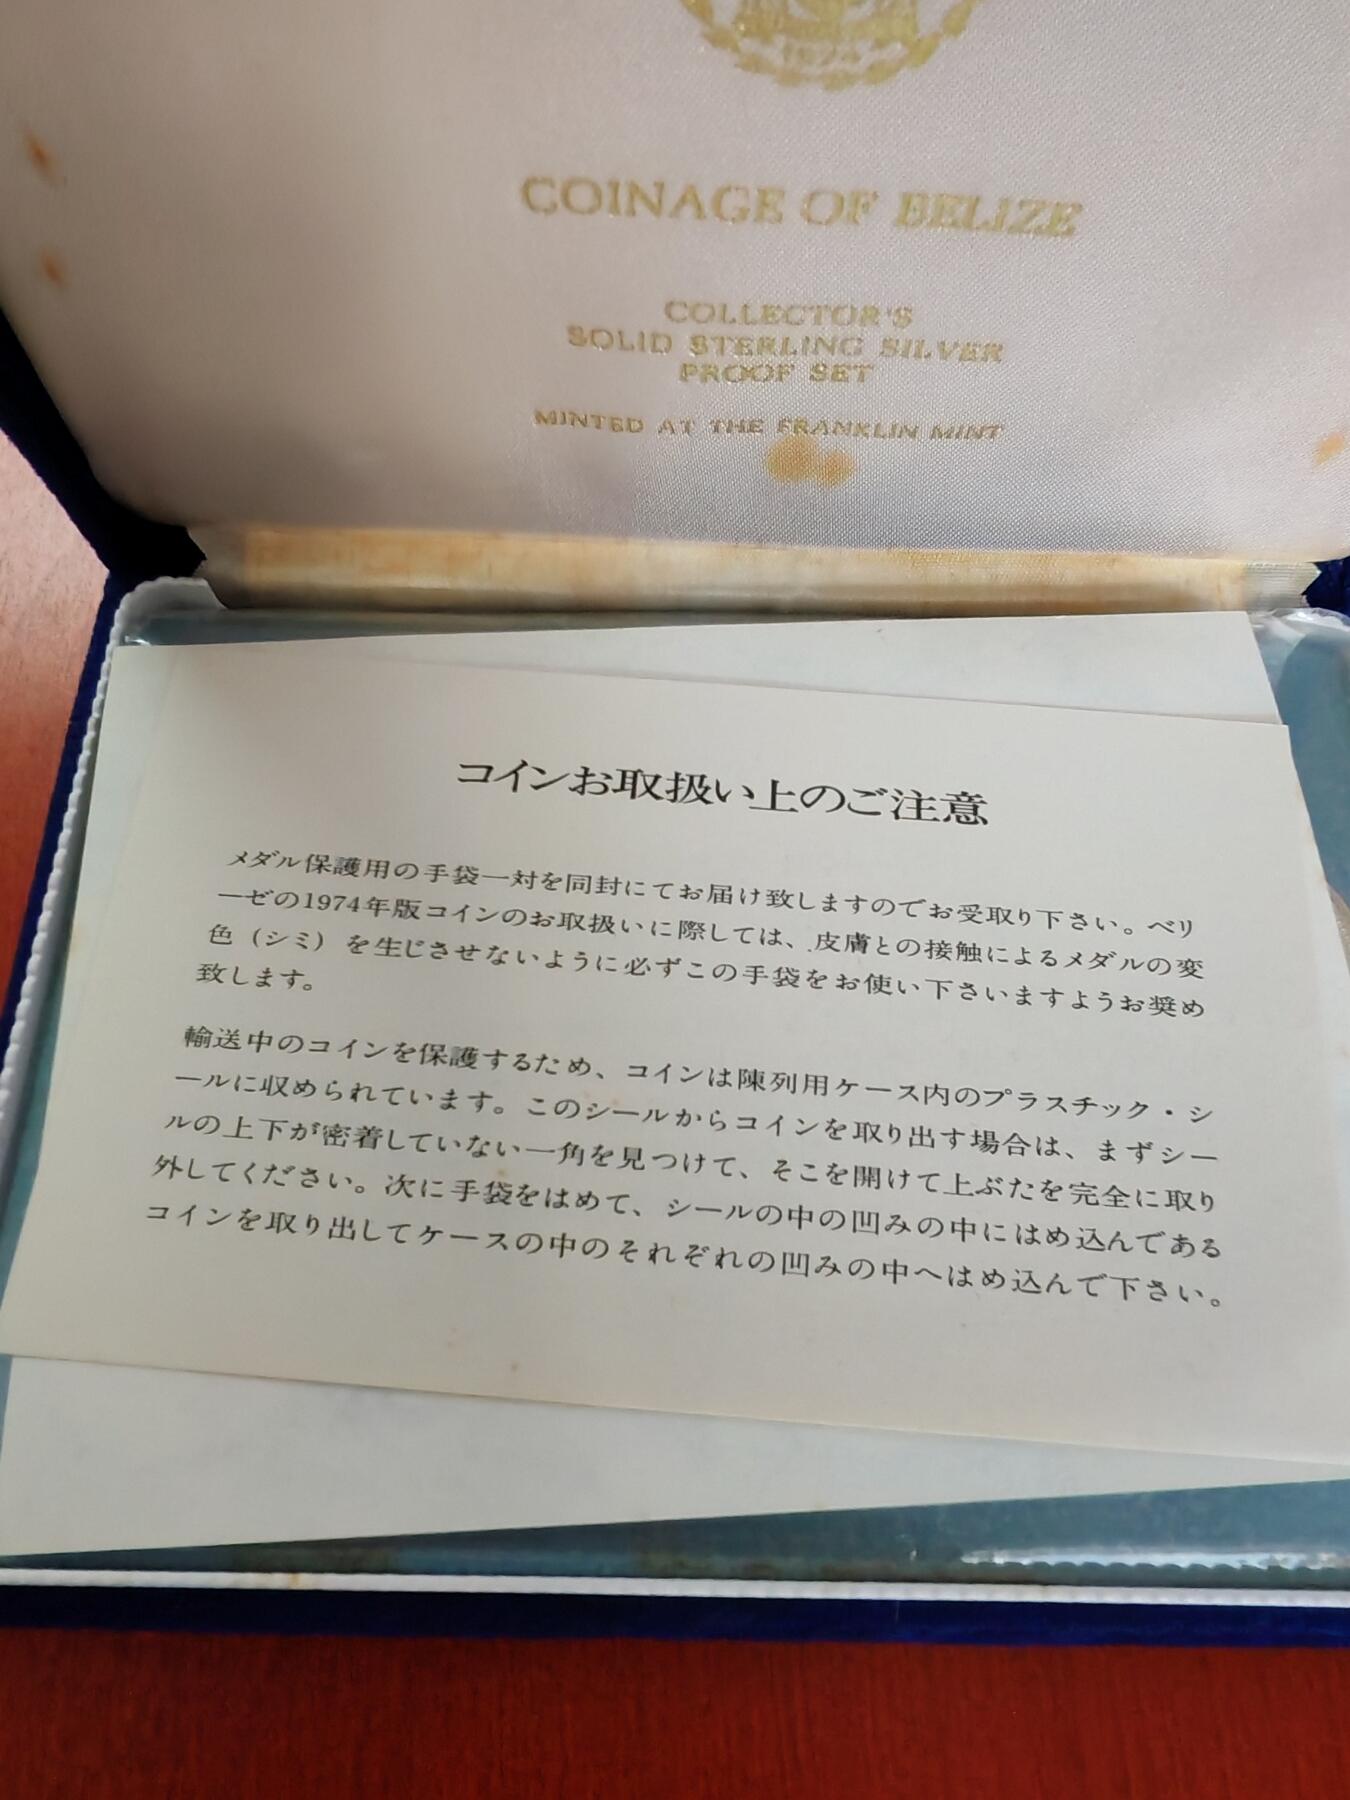 1974
COINAGE OF BELIZE
COLLECTOR'S
SOLID STERLING SILVER
PROOF SET
MINTED AT THE FRANKLIN MINT
コインお取扱い上のご注意
メダル保護用の手袋一対を同封にてお届け致しますのでお受取り下さい。ベリ
ーゼの1974年版コインのお取扱いに際しては、皮膚との接触によるメダルの変
色（シミ）を生じさせないように必ずこの手袋をお使い下さいますようお奨め
致します。
輸送中のコインを保護するため、コインは陳列用ケース内のプラスチック・シ
ールに収められています。このシールからコインを取り出す場合は、まずシー
ルの上下が密着していない一角を見つけて、そこを開けて上ぶたを完全に取り
外してください。次に手袋をはめて、シールの中の凹みの中にはめ込んである
コインを取り出してケースの中のそれぞれの凹みの中へはめ込んで下さい。